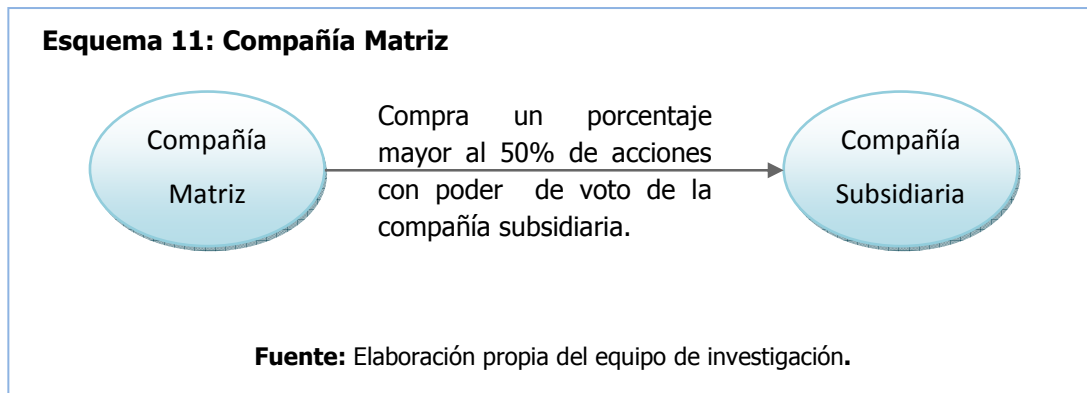 Esquema 11: Compañía Matriz
Compañía
Matriz
Compra un porcentaje
mayor al 50% de acciones
con poder de voto de la
compañía subsidiaria.
Compañía
Subsidiaria
Fuente: Elaboración propia del equipo de investigación.